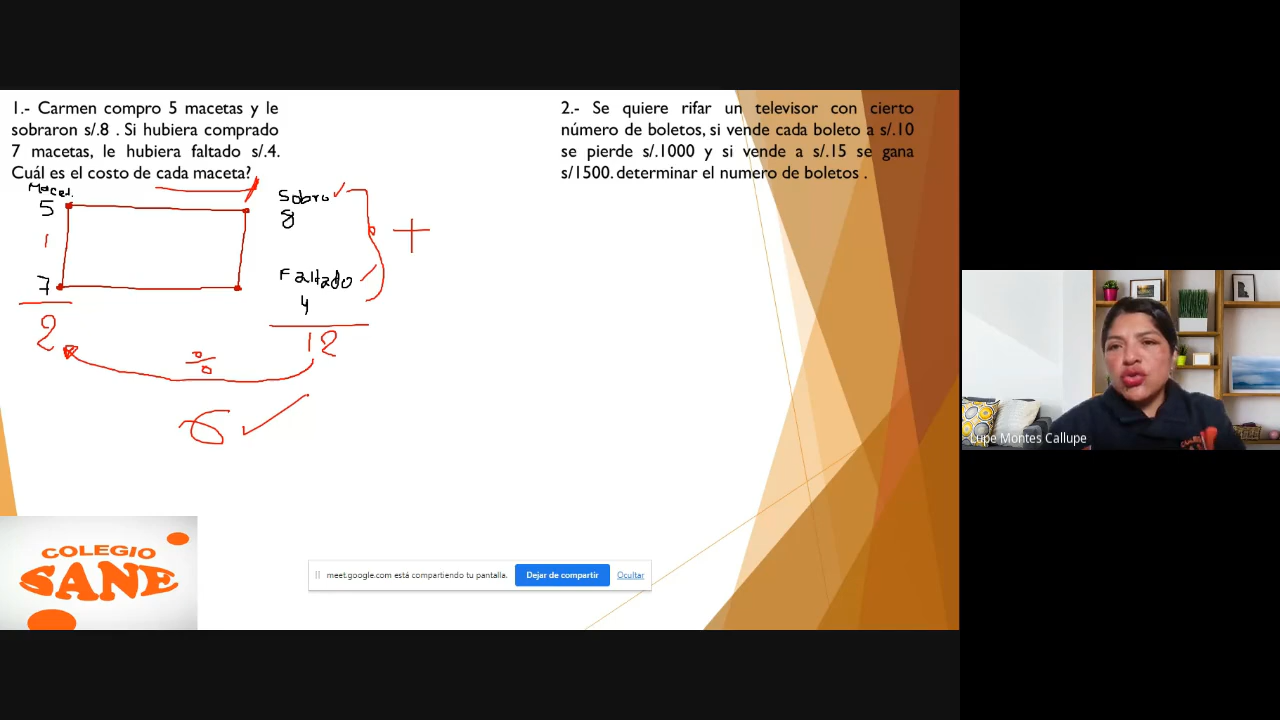 1.- Carmen compro 5 macetas y le
sobraron s/.8 . Si hubiera comprado
7 macetas, le hubiera faltado s/.4.
Cuál es el costo de cada maceta?
Maced.
5
1
7
2
Sobro
8
Faltado
4
12
+
6
2.- Se quiere rifar un televisor con cierto
número de boletos, si vende cada boleto a s/.10
se pierde s/.1000 y si vende a s/.15 se gana
s/1500. determinar el numero de boletos .
Lupe Montes Callupe
COLEGIO
SANE
meet.google.com está compartiendo tu pantalla. Dejar de compartir Ocultar